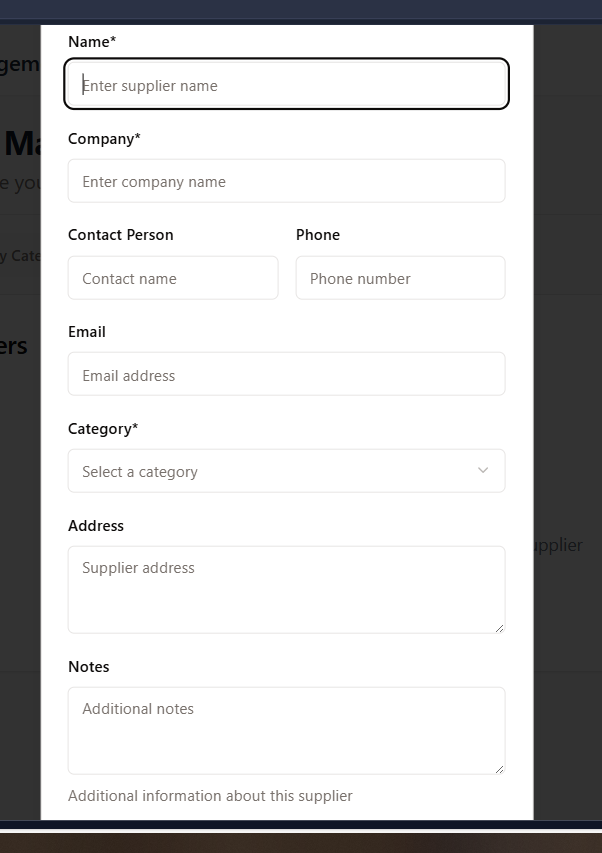 Name*
Enter supplier name
Company*
Enter company name
Contact Person
Phone
Contact name
Phone number
Email
Email address
Category*
Select a category
Address
Supplier address
Notes
Additional notes
Additional information about this supplier